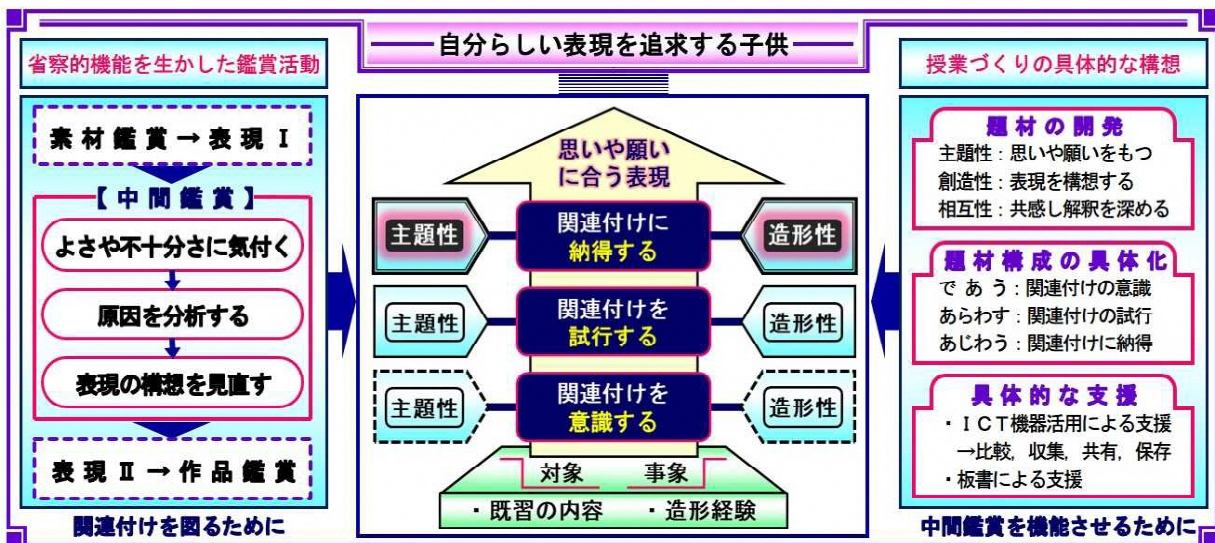 自分らしい表現を追求する子供
省察的機能を生かした鑑賞活動
素材鑑賞→表現Ⅰ
【中間鑑賞】
よさや不十分さに気付く
原因を分析する
表現の構想を見直す
表現Ⅱ→作品鑑賞
関連付けを図るために
思いや願い
に合う表現
主題性
関連付けに
納得する
造形性
主題性
関連付けを
試行する
造形性
主題性
関連付けを
意識する
造形性
対象 事象
・既習の内容 ・造形経験
授業づくりの具体的な構想
題材の開発
主題性:思いや願いをもつ
創造性:表現を構想する
相互性:共感し解釈を深める
題材構成の具体化
であう:関連付けの意識
あらわす:関連付けの試行
あじわう:関連付けに納得
具体的な支援
・ICT機器活用による支援
→比較,収集,共有,保存
・板書による支援
中間鑑賞を機能させるために